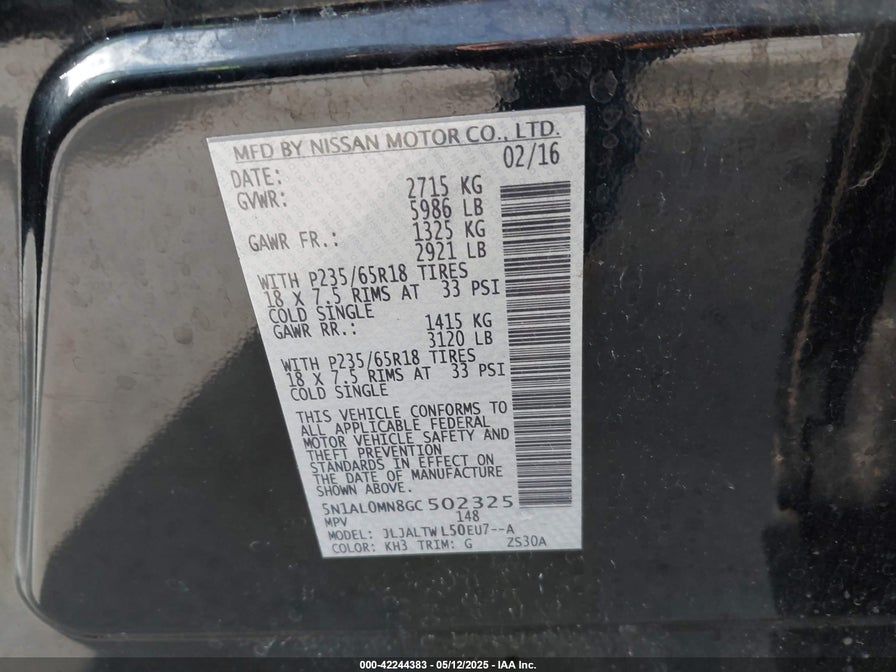 MFD BY NISSAN MOTOR CO., LTD.
DATE: 02/16
GVWR: 2715 KG
5986 LB
GAWR FR.: 1325 KG
2921 LB
WITH P235/65R18 TIRES
18 X 7.5 RIMS AT 33 PSI
COLD SINGLE
GAWR RR.: 1415 KG
3120 LB
WITH P235/65R18 TIRES
18 X 7.5 RIMS AT 33 PSI
COLD SINGLE
THIS VEHICLE CONFORMS TO
ALL APPLICABLE FEDERAL
MOTOR VEHICLE SAFETY AND
THEFT PREVENTION
STANDARDS IN EFFECT ON
THE DATE OF MANUFACTURE
SHOWN ABOVE.
5N1AL0MN8GC502325
MPV 148
MODEL: JLJALTWL50EU7--A
COLOR: KH3 TRIM: G ZS30A
000-42244383 - 05/12/2025 - IAA Inc.